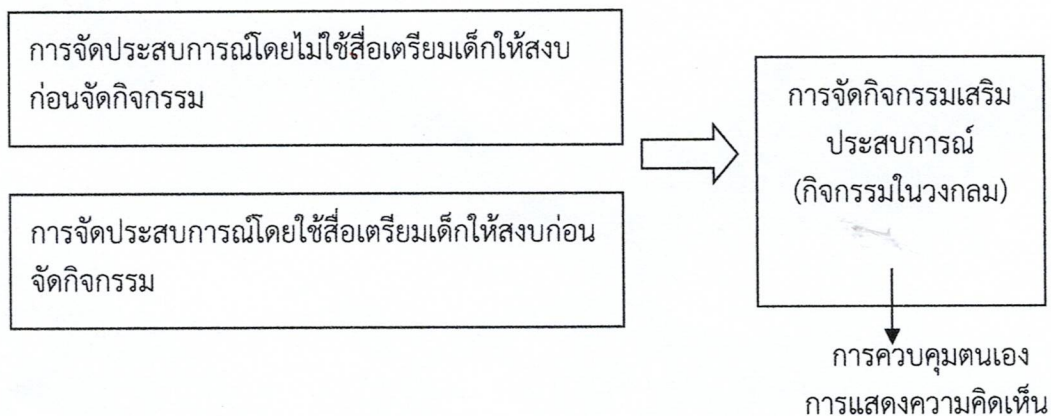 การจัดประสบการณ์โดยไม่ใช้สื่อเตรียมเด็กให้สงบ
ก่อนจัดกิจกรรม
การจัดประสบการณ์โดยใช้สื่อเตรียมเด็กให้สงบก่อน
จัดกิจกรรม
การจัดกิจกรรมเสริม
ประสบการณ์
(กิจกรรมในวงกลม)
การควบคุมตนเอง
การแสดงความคิดเห็น